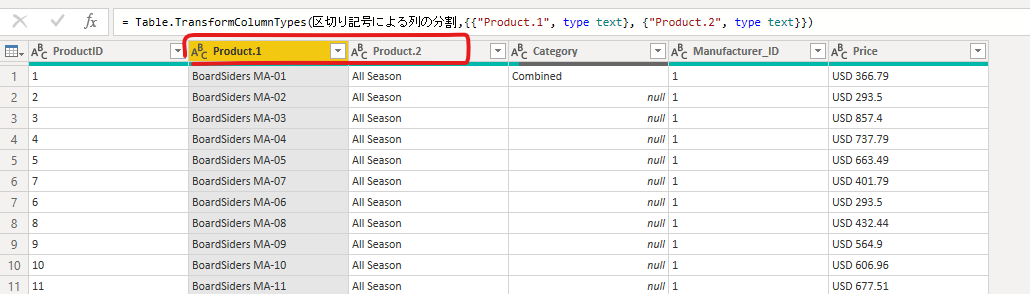 = Table.TransformColumnTypes(区切り記号による列の分割,{{"Product.1", type text}, {"Product.2", type text}})
ProductID Product.1 Product.2 Category Manufacturer_ID Price
1 1 BoardSiders MA-01 All Season Combined 1 USD 366.79
2 2 BoardSiders MA-02 All Season null 1 USD 293.5
3 3 BoardSiders MA-03 All Season null 1 USD 857.4
4 4 BoardSiders MA-04 All Season null 1 USD 737.79
5 5 BoardSiders MA-05 All Season null 1 USD 663.49
6 7 BoardSiders MA-07 All Season null 1 USD 401.79
7 6 BoardSiders MA-06 All Season null 1 USD 293.5
8 8 BoardSiders MA-08 All Season null 1 USD 432.44
9 9 BoardSiders MA-09 All Season null 1 USD 564.9
10 10 BoardSiders MA-10 All Season null 1 USD 606.96
11 11 BoardSiders MA-11 All Season null 1 USD 677.51